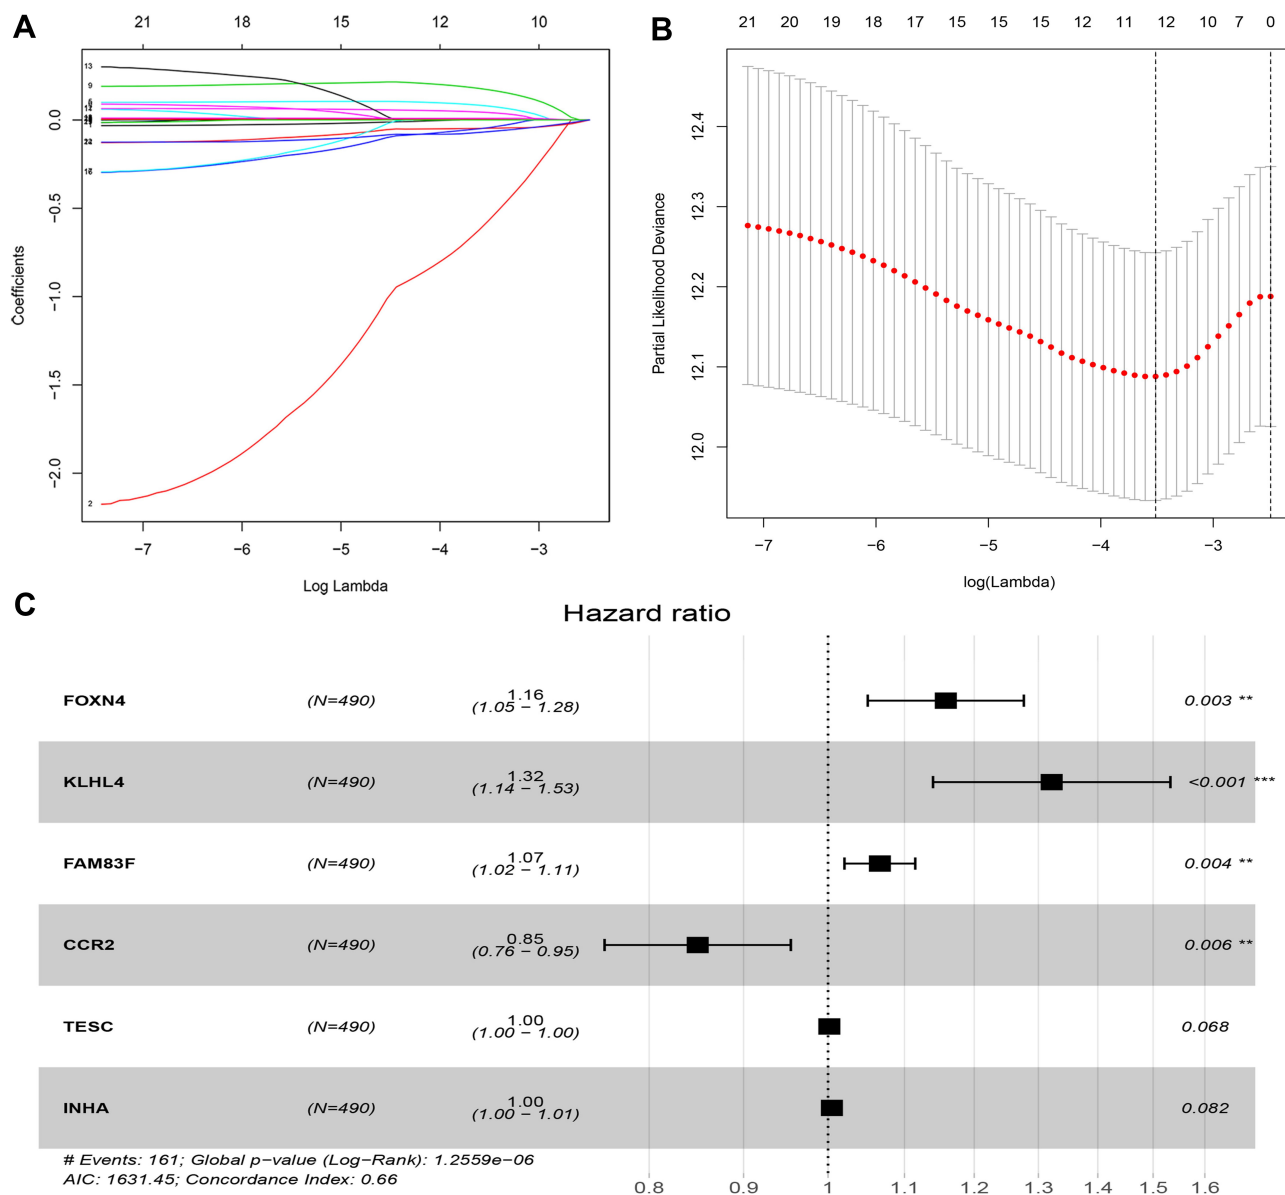 A
21 18 15 12 10
0.0
−0.5
−1.0
−1.5
−2.0
Coefficients
13
9
2
−7 −6 −5 −4 −3
Log Lambda
B
21 20 19 18 17 15 15 15 12 11 12 10 7 0
12.4
12.3
12.2
12.1
12.0
Partial Likelihood Deviance
−7 −6 −5 −4 −3
log(Lambda)
C
Hazard ratio
FOXN4 (N=490) 1.16 (1.05 − 1.28) 0.003 **
KLHL4 (N=490) 1.32 (1.14 − 1.53) <0.001 ***
FAM83F (N=490) 1.07 (1.02 − 1.11) 0.004 **
CCR2 (N=490) 0.85 (0.76 − 0.95) 0.006 **
TESC (N=490) 1.00 (1.00 − 1.00) 0.068
INHA (N=490) 1.00 (1.00 − 1.01) 0.082
# Events: 161; Global p−value (Log−Rank): 1.2559e−06
AIC: 1631.45; Concordance Index: 0.66
0.8 0.9 1 1.1 1.2 1.3 1.4 1.5 1.6